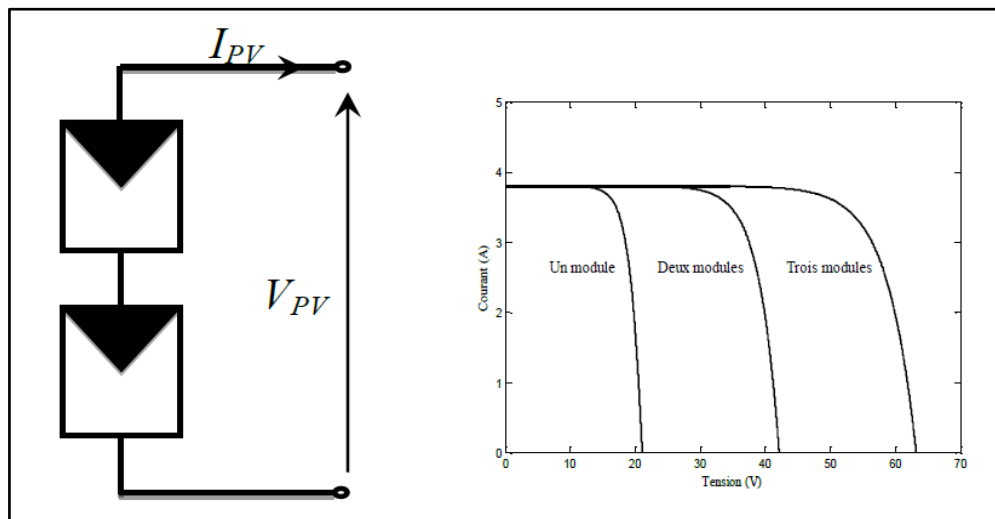 I_PV
V_PV
5
4
3
2
1
0
Courant (A)
Un module
Deux modules
Trois modules
0 10 20 30 40 50 60 70
Tension (V)